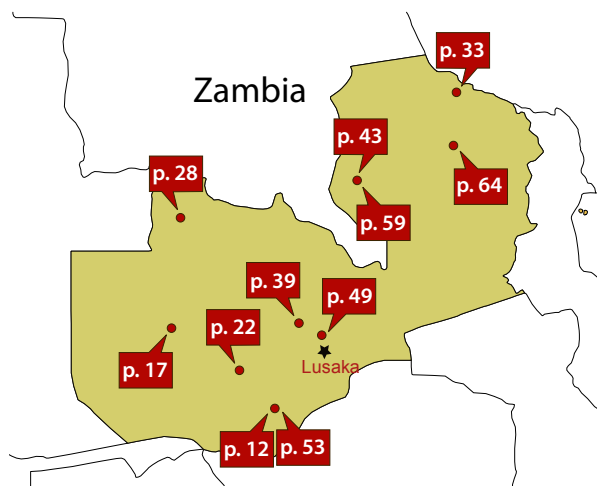 p. 33
Zambia
p. 43
p. 28
p. 64
p. 59
p. 39
p. 49
p. 22
p. 17
Lusaka
p. 12
p. 53